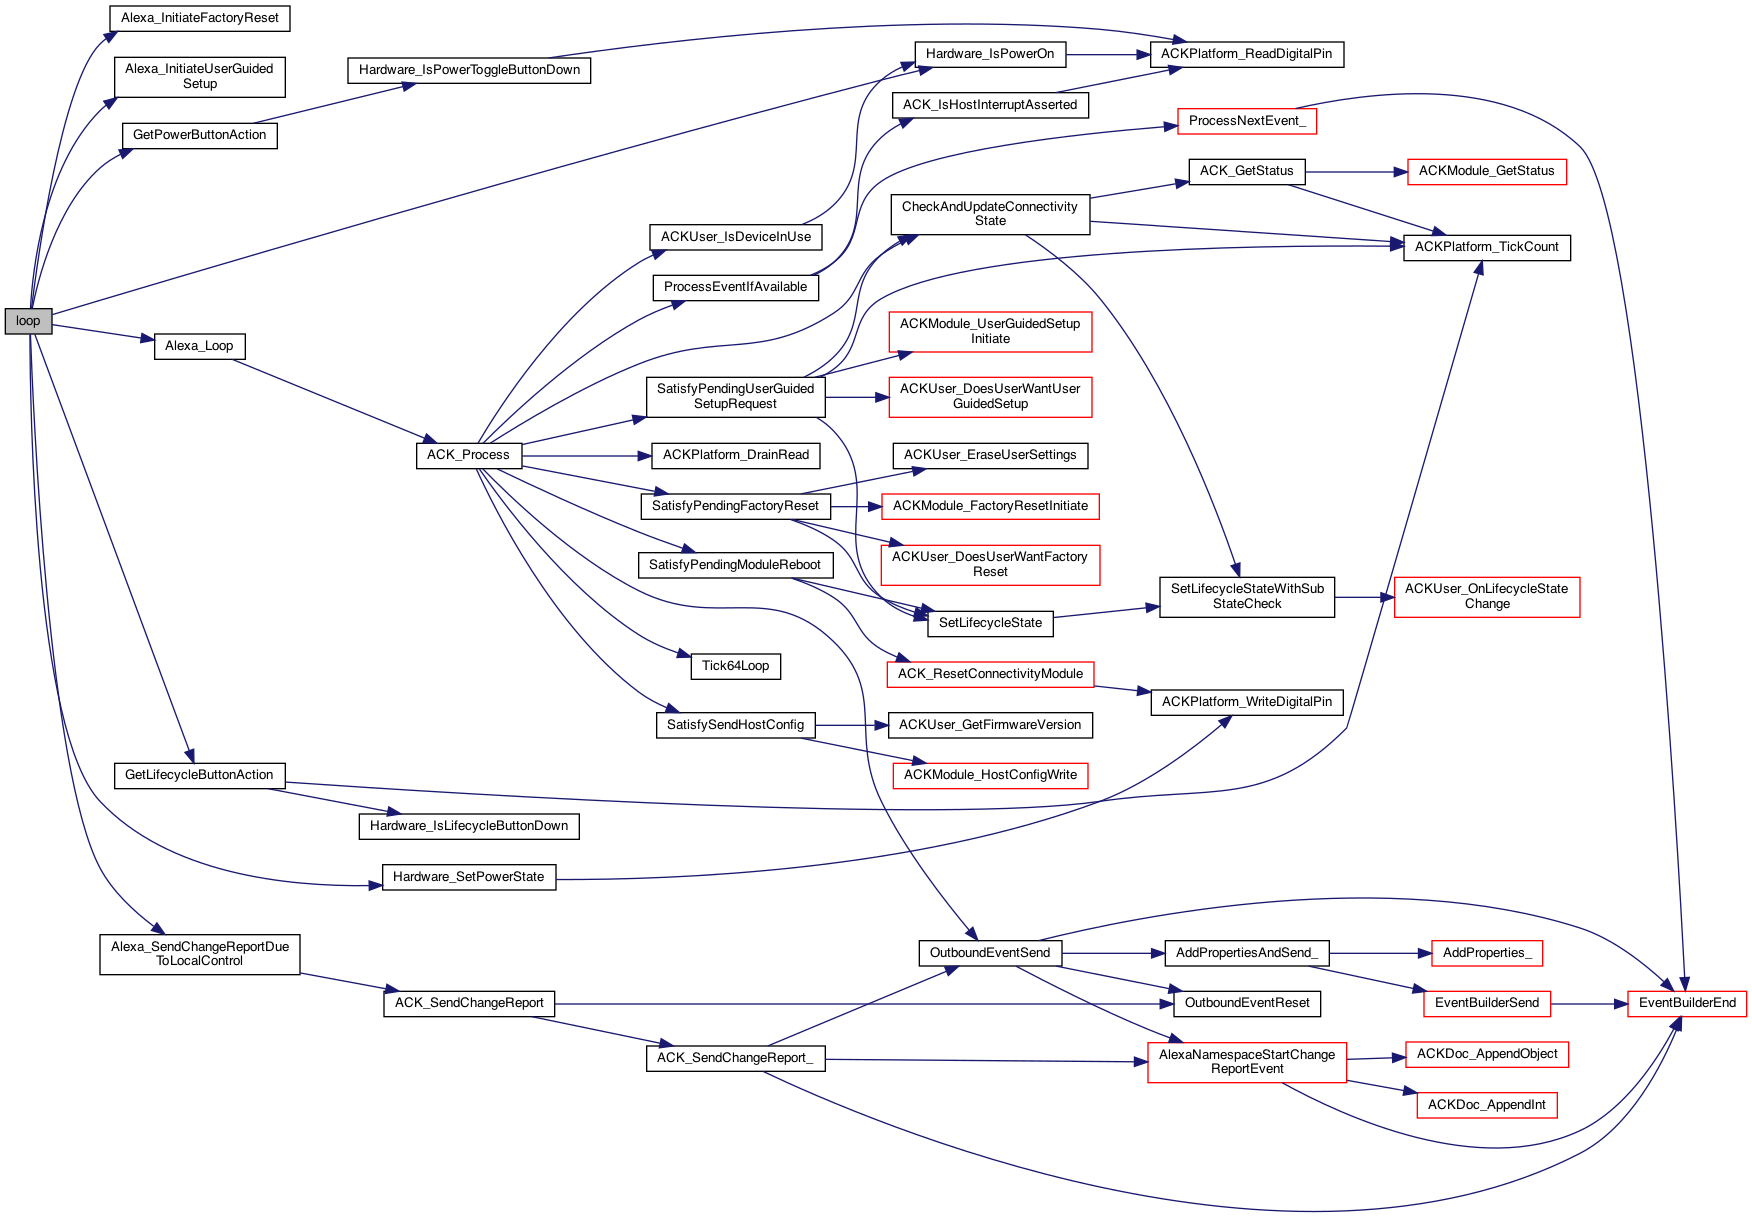 Alexa_InitiateFactoryReset
Alexa_InitiateUserGuided
Setup
GetPowerButtonAction
Hardware_IsPowerToggleButtonDown
Hardware_IsPowerOn
ACKPlatform_ReadDigitalPin
ACK_IsHostInterruptAsserted
ProcessNextEvent_
ACK_GetStatus
ACKModule_GetStatus
CheckAndUpdateConnectivity
State
ACKPlatform_TickCount
ACKUser_IsDeviceInUse
ProcessEventIfAvailable
loop
Alexa_Loop
ACKModule_UserGuidedSetup
Initiate
SatisfyPendingUserGuided
SetupRequest
ACKUser_DoesUserWantUser
GuidedSetup
ACK_Process
ACKPlatform_DrainRead
ACKUser_EraseUserSettings
SatisfyPendingFactoryReset
ACKModule_FactoryResetInitiate
ACKUser_DoesUserWantFactory
Reset
SatisfyPendingModuleReboot
SetLifecycleState
SetLifecycleStateWithSub
StateCheck
ACKUser_OnLifecycleState
Change
Tick64Loop
ACK_ResetConnectivityModule
ACKPlatform_WriteDigitalPin
SatisfySendHostConfig
ACKUser_GetFirmwareVersion
ACKModule_HostConfigWrite
GetLifecycleButtonAction
Hardware_IsLifecycleButtonDown
Hardware_SetPowerState
Alexa_SendChangeReportDue
ToLocalControl
ACK_SendChangeReport
ACK_SendChangeReport_
OutboundEventSend
AddPropertiesAndSend_
AddProperties_
OutboundEventReset
EventBuilderSend
EventBuilderEnd
AlexaNamespaceStartChange
ReportEvent
ACKDoc_AppendObject
ACKDoc_AppendInt